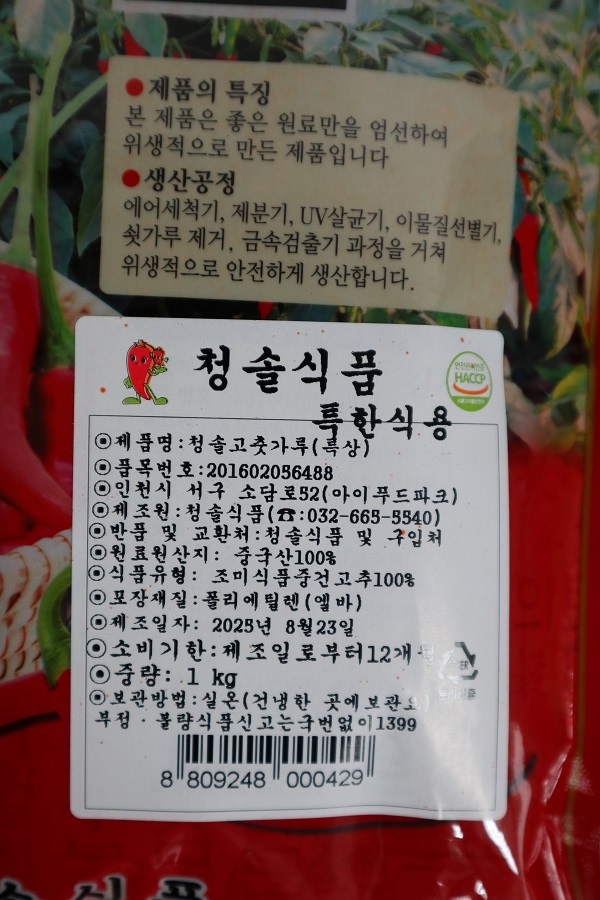 ● 제품의 특징
본 제품은 좋은 원료만을 엄선하여
위생적으로 만든 제품입니다
● 생산공정
에어세척기, 제분기, UV살균기, 이물질선별기,
쇳가루 제거, 금속검출기 과정을 거쳐
위생적으로 안전하게 생산합니다.
청솔식품
HACCP
특한식용
⊙제품명:청솔고춧가루(특상)
⊙품목번호:201602056488
⊙인천시 서구 소담로52(아이푸드파크)
⊙제조원:청솔식품(☎:032-665-5540)
⊙반품 및 교환처:청솔식품 및 구입처
⊙원료원산지: 중국산100%
⊙식품유형: 조미식품중건고추100%
⊙포장재질:폴리에틸렌(엘바)
⊙제조일자: 2025년 8월23일
⊙소비기한:제조일로부터12개월
⊙중량: 1 kg
⊙보관방법:실온(건냉한 곳에보관요
부정·불량식품신고는국번없이1399
8 809248 000429